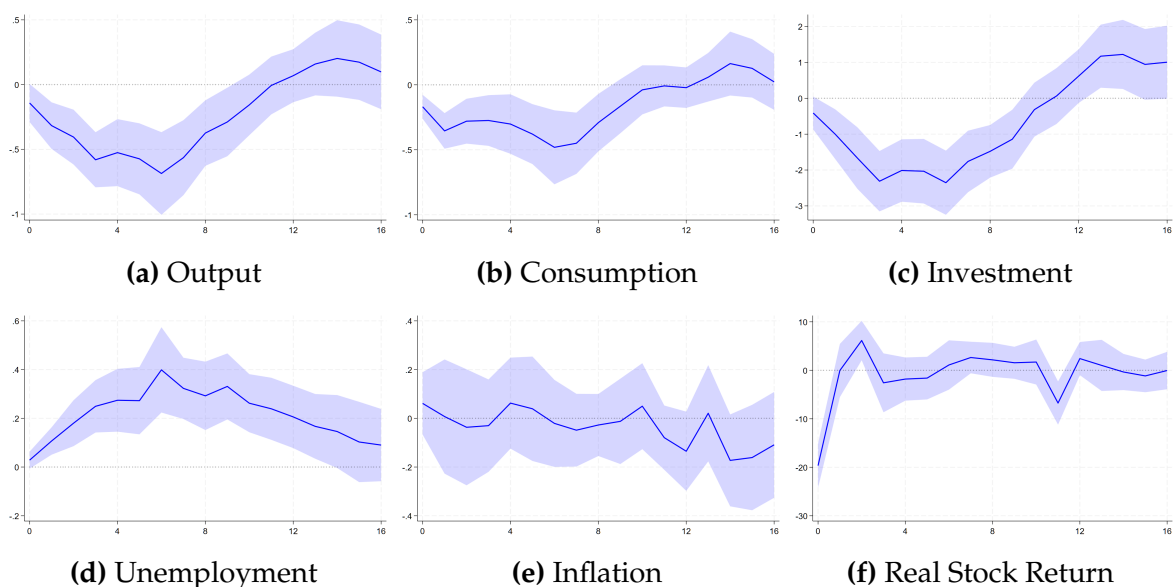 .5
0
-.5
-1
0 4 8 12 16
(a) Output
.5
0
-.5
-1
0 4 8 12 16
(b) Consumption
2
1
0
-1
-2
-3
0 4 8 12 16
(c) Investment
.6
.4
.2
0
-.2
0 4 8 12 16
(d) Unemployment
.4
.2
0
-.2
-.4
0 4 8 12 16
(e) Inflation
10
0
-10
-20
-30
0 4 8 12 16
(f) Real Stock Return